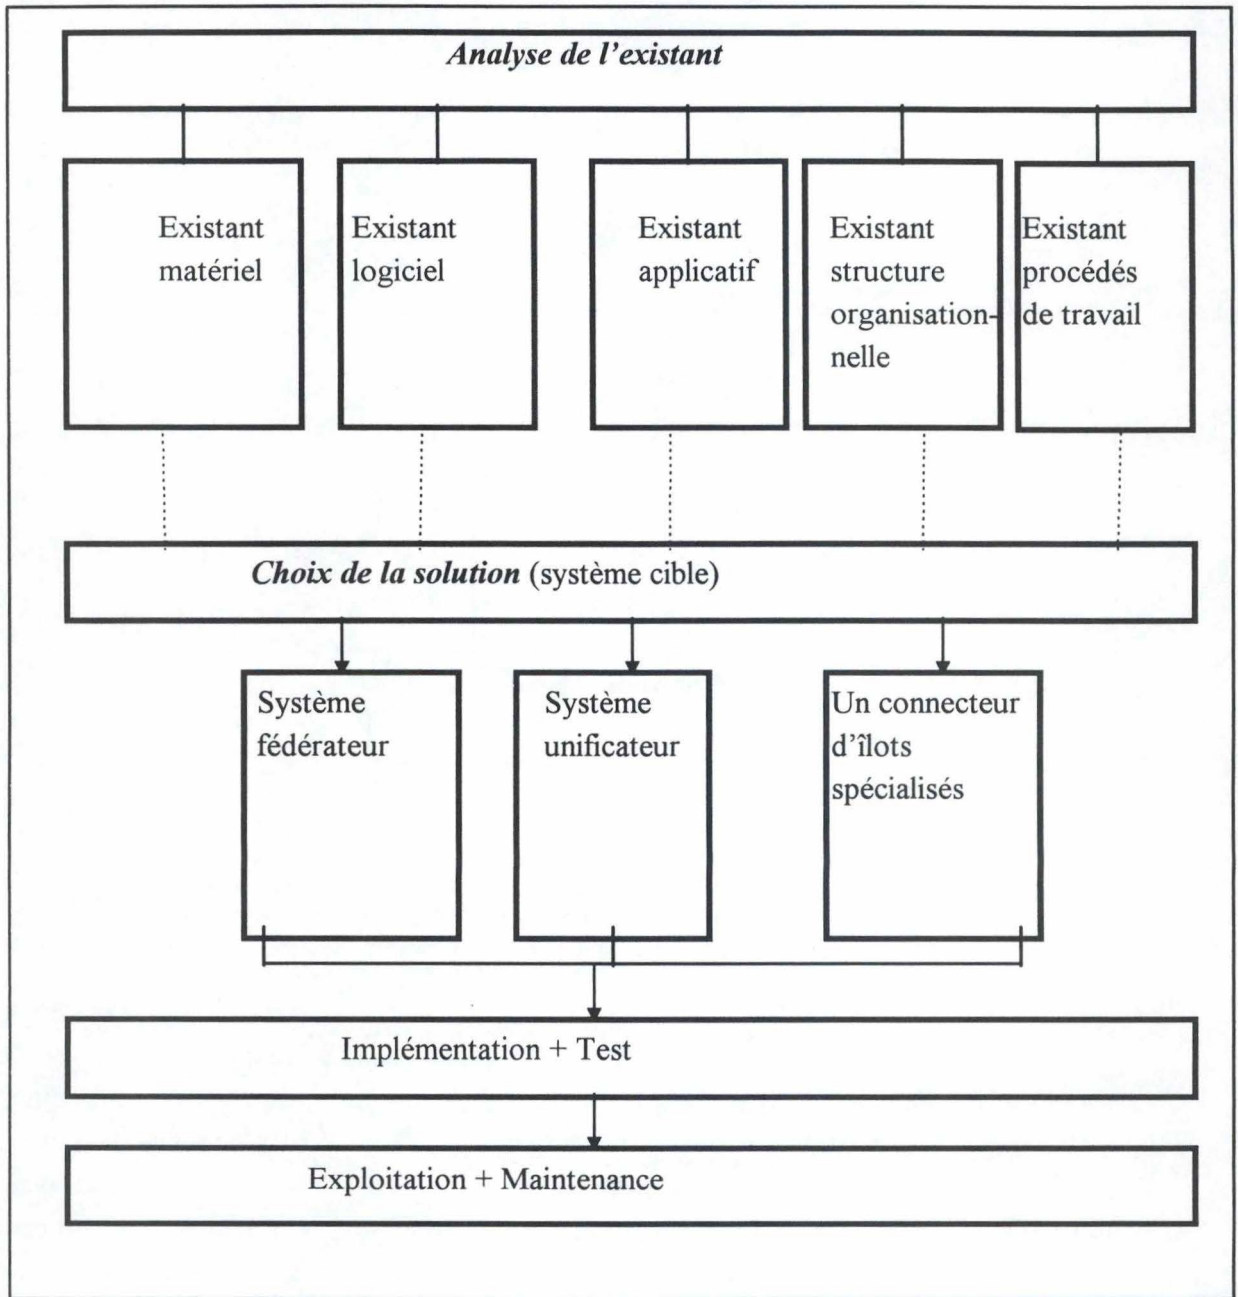 Analyse de l'existant
Existant
matériel
Existant
logiciel
Existant
applicatif
Existant
structure
organisation-
nelle
Existant
procédés
de travail
Choix de la solution (système cible)
Système
fédérateur
Système
unificateur
Un connecteur
d'îlots
spécialisés
Implémentation + Test
Exploitation + Maintenance